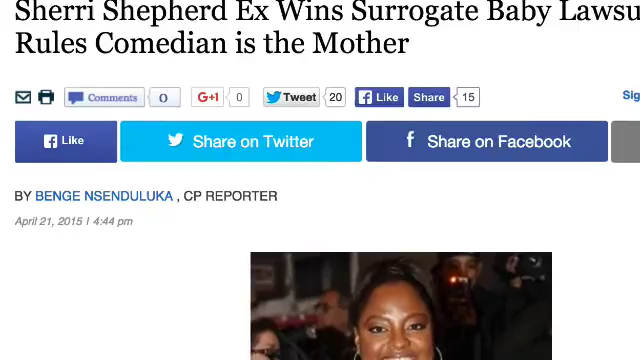 Sherri Shepherd Ex Wins Surrogate Baby
Rules Comedian is the Mother
Comments 0 G+1 0 Tweet 20 Like Share 15
Like Share on Twitter f Share on Facebook
BY BENGE NSENDULUKA , CP REPORTER
April 21, 2015 | 4:44 pm